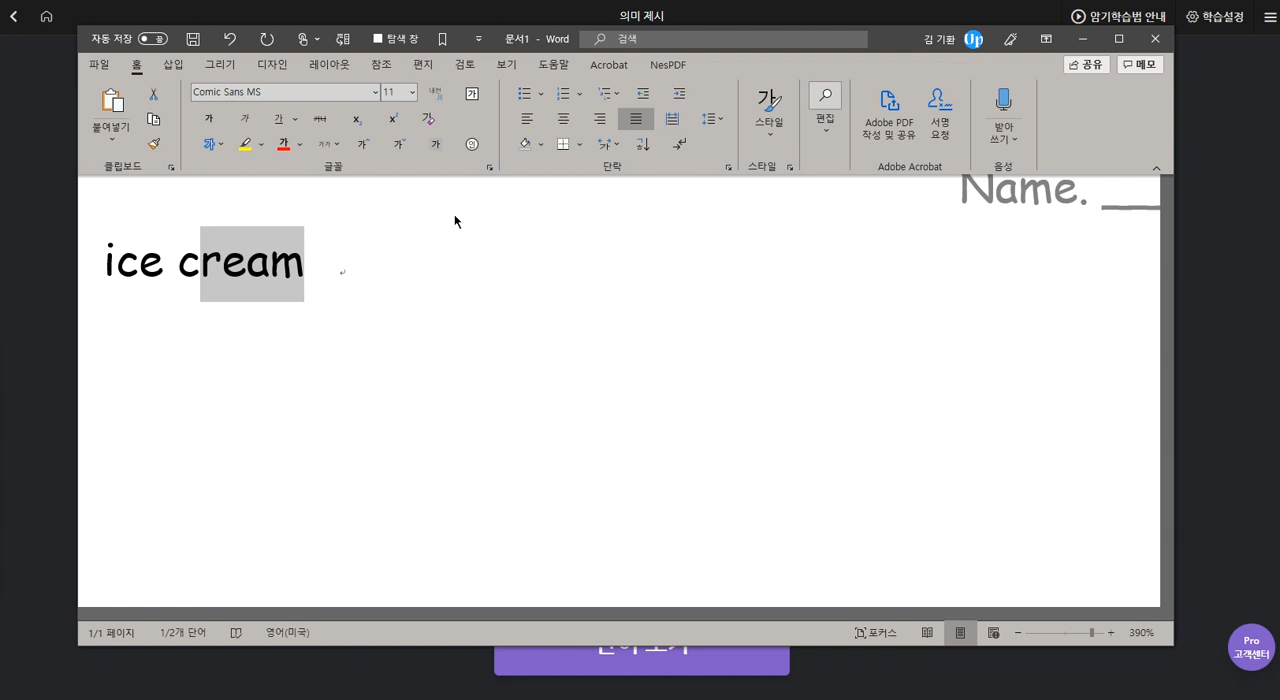 의미 제시
암기학습법 안내
학습설정
자동 저장
끔
탐색 창
문서1 - Word
검색
김 기환
Up
파일 홈 삽입 그리기 디자인 레이아웃 참조 편지 검토 보기 도움말 Acrobat NesPDF
공유
메모
붙여넣기
클립보드
Comic Sans MS
11
글꼴
단락
스타일
스타일
편집
Adobe PDF
작성 및 공유
서명
요청
Adobe Acrobat
받아
쓰기
음성
Name. ___
ice cream
1/1 페이지
1/2개 단어
영어(미국)
포커스
390%
Pro
고객센터